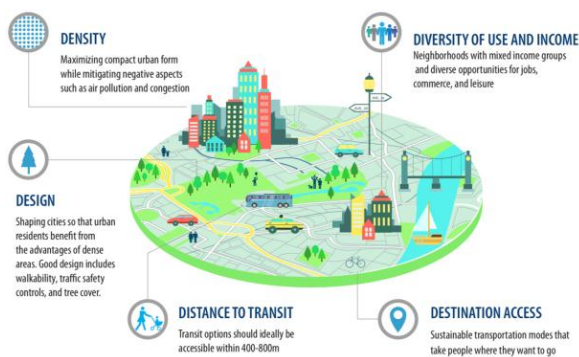 DENSITY
Maximizing compact urban form
while mitigating negative aspects
such as air pollution and congestion
DIVERSITY OF USE AND INCOME
Neighborhoods with mixed income groups
and diverse opportunities for jobs,
commerce, and leisure
DESIGN
Shaping cities so that urban
residents benefit from
the advantages of dense
areas. Good design includes
walkability, traffic safety
controls, and tree cover.
DISTANCE TO TRANSIT
Transit options should ideally be
accessible within 400-800m
DESTINATION ACCESS
Sustainable transportation modes that
take people where they want to go